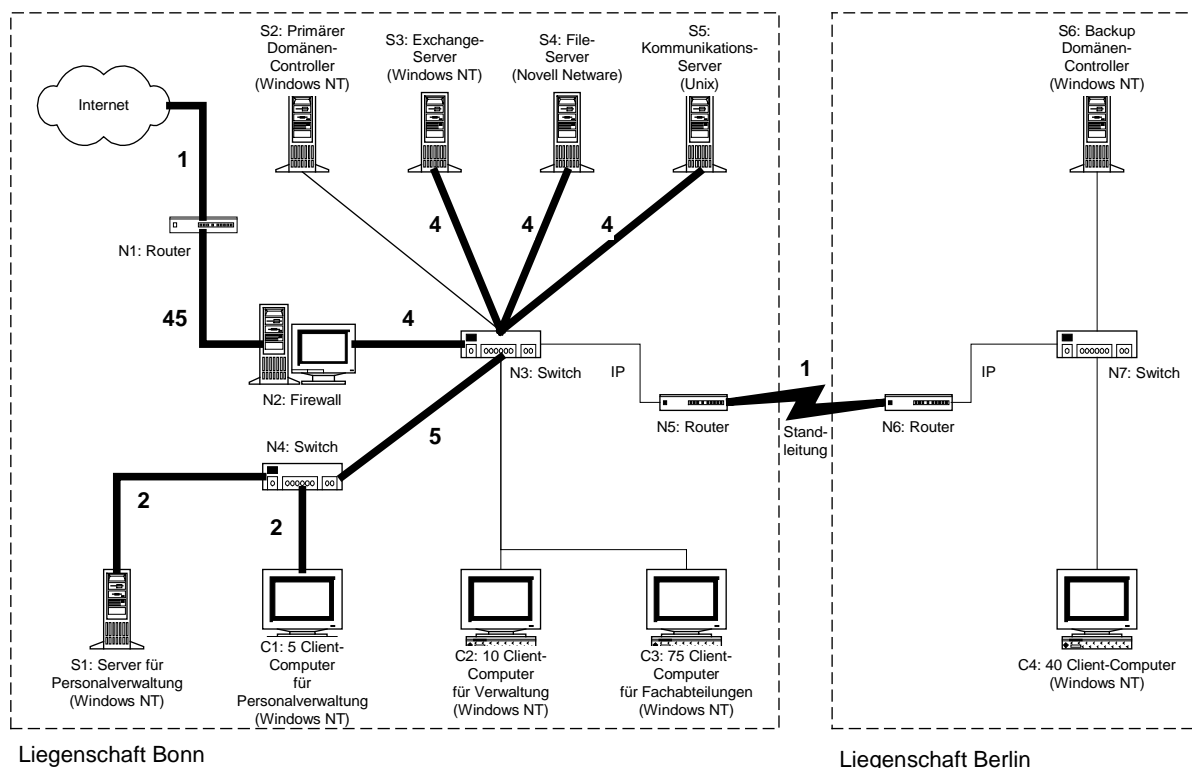 S2: Primärer
Domänen-
Controller
(Windows NT)
S3: Exchange-
Server
(Windows NT)
S4: File-
Server
(Novell Netware)
S5:
Kommunikations-
Server
(Unix)
S6: Backup
Domänen-
Controller
(Windows NT)
Internet
1
4
4
4
N1: Router
45
4
N2: Firewall
N3: Switch
IP
1
IP
N7: Switch
N5: Router
Stand-
leitung
N6: Router
5
N4: Switch
2
2
S1: Server für
Personalverwaltung
(Windows NT)
C1: 5 Client-
Computer
für
Personalverwaltung
(Windows NT)
C2: 10 Client-
Computer
für Verwaltung
(Windows NT)
C3: 75 Client-
Computer
für Fachabteilungen
(Windows NT)
C4: 40 Client-Computer
(Windows NT)
Liegenschaft Bonn
Liegenschaft Berlin